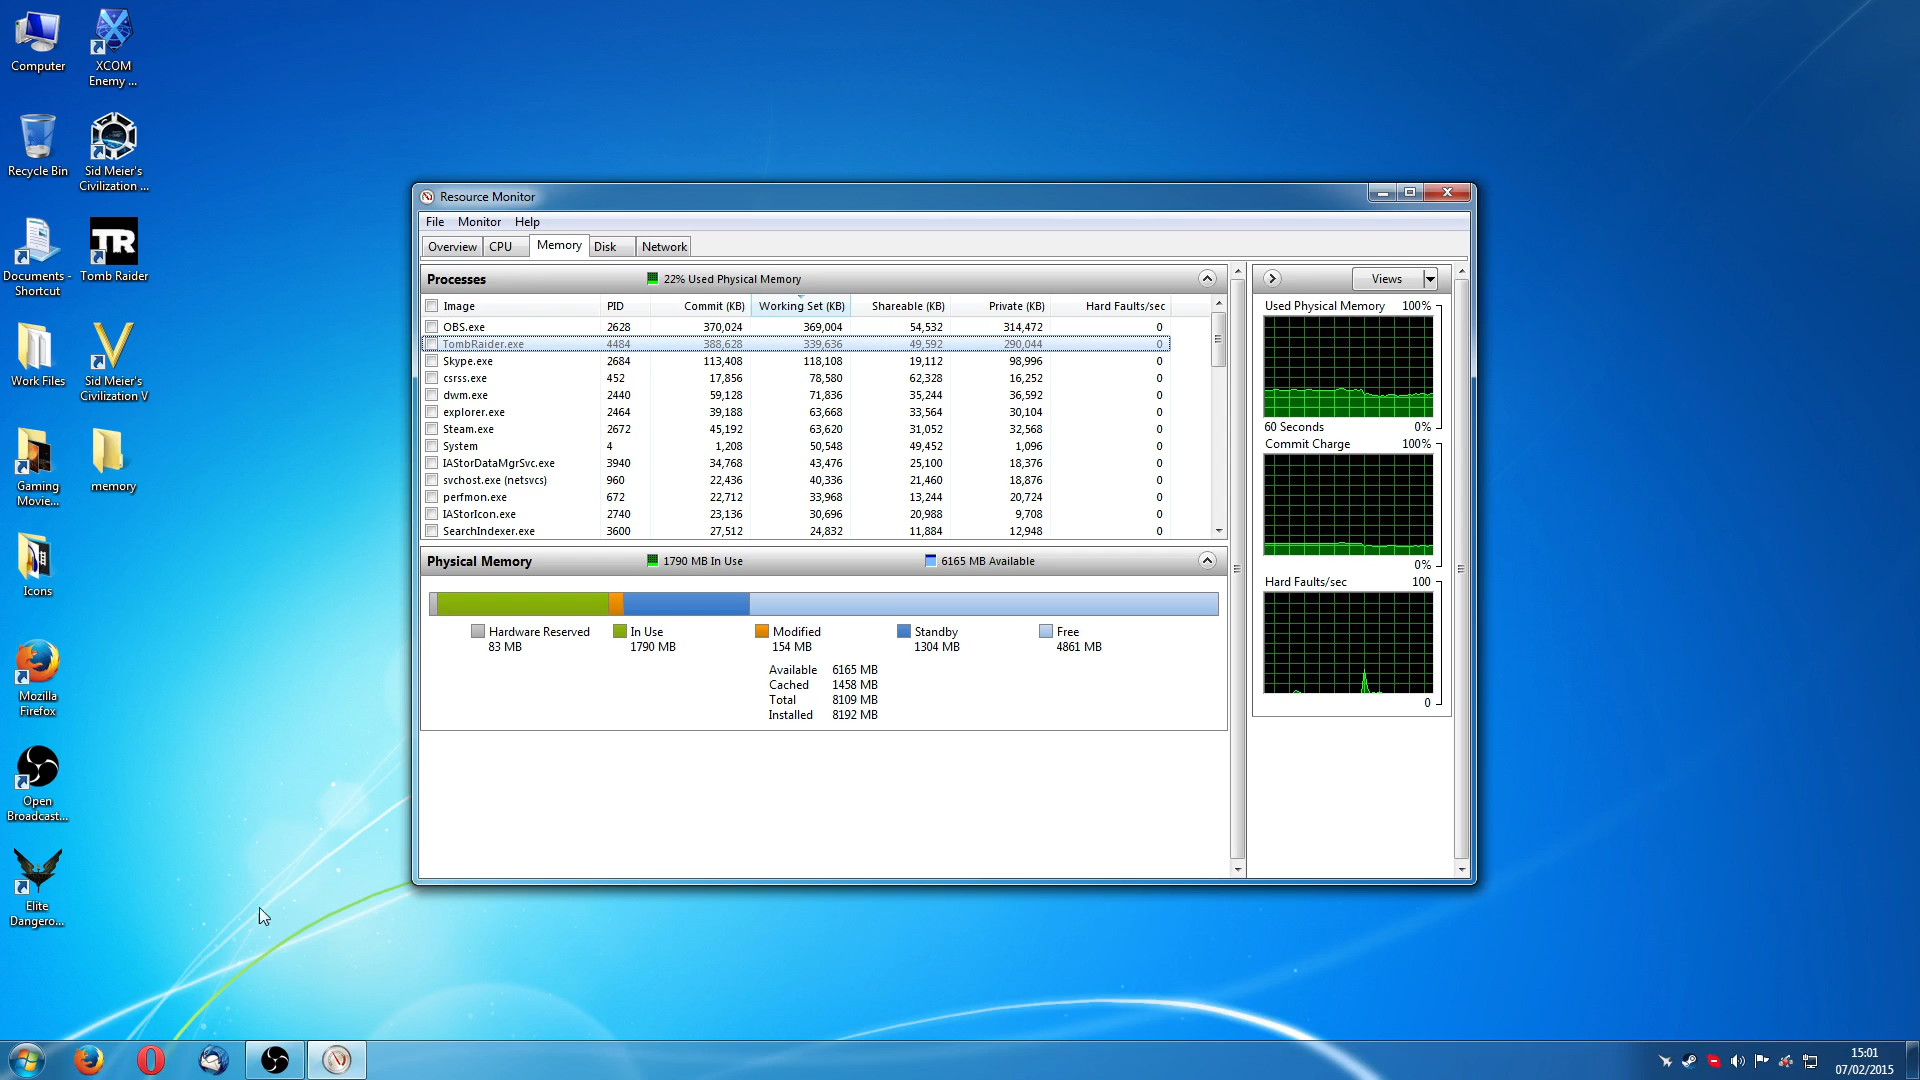 Computer
XCOM
Enemy ...
Recycle Bin
Sid Meier's
Civilization ...
Documents -
Shortcut
TR
Tomb Raider
Work Files
Sid Meier's
Civilization V
Gaming
Movie...
memory
Icons
Mozilla
Firefox
Open
Broadcast...
Elite
Dangero...
Resource Monitor
File Monitor Help
Overview CPU Memory Disk Network
Processes 22% Used Physical Memory
Image PID Commit (KB) Working Set (KB) Shareable (KB) Private (KB) Hard Faults/sec
OBS.exe 2628 370,024 369,004 54,532 314,472 0
TombRaider.exe 4484 388,628 339,636 49,592 290,044 0
Skype.exe 2684 113,408 118,108 19,112 98,996 0
csrss.exe 452 17,856 78,580 62,328 16,252 0
dwm.exe 2440 59,128 71,836 35,244 36,592 0
explorer.exe 2464 39,188 63,668 33,564 30,104 0
Steam.exe 2672 45,192 63,620 31,052 32,568 0
System 4 1,208 50,548 49,452 1,096 0
IAStorDataMgrSvc.exe 3940 34,768 43,476 25,100 18,376 0
svchost.exe (netsvcs) 960 22,436 40,336 21,460 18,876 0
perfmon.exe 672 22,712 33,968 13,244 20,724 0
IAStorIcon.exe 2740 23,136 30,696 20,988 9,708 0
SearchIndexer.exe 3600 27,512 24,832 11,884 12,948 0
Physical Memory 1790 MB In Use 6165 MB Available
Hardware Reserved In Use Modified Standby Free
83 MB 1790 MB 154 MB 1304 MB 4861 MB
Available 6165 MB
Cached 1458 MB
Total 8109 MB
Installed 8192 MB
Views
Used Physical Memory 100%
60 Seconds 0%
Commit Charge 100%
0%
Hard Faults/sec 100
0
15:01
07/02/2015